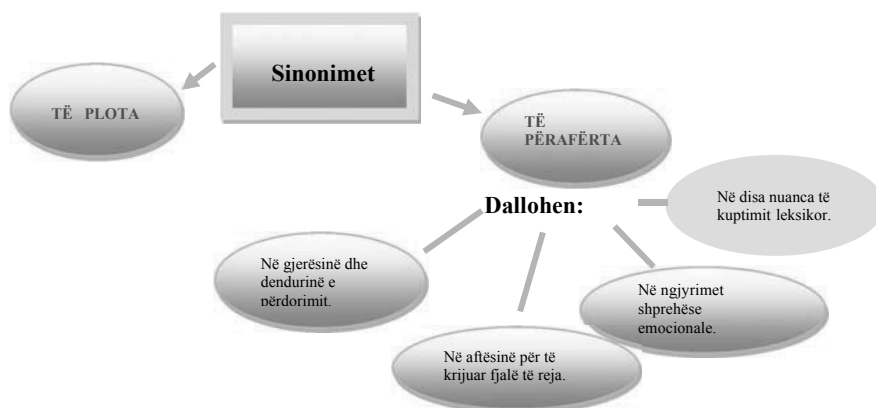 Sinonimet
TË PLOTA
TË
PËRAFËRTA
Dallohen:
Në disa nuanca të
kuptimit leksikor.
Në gjerësinë dhe
dendurinë e
përdorimit.
Në ngjyrimet
shprehëse
emocionale.
Në aftësinë për të
krijuar fjalë të reja.